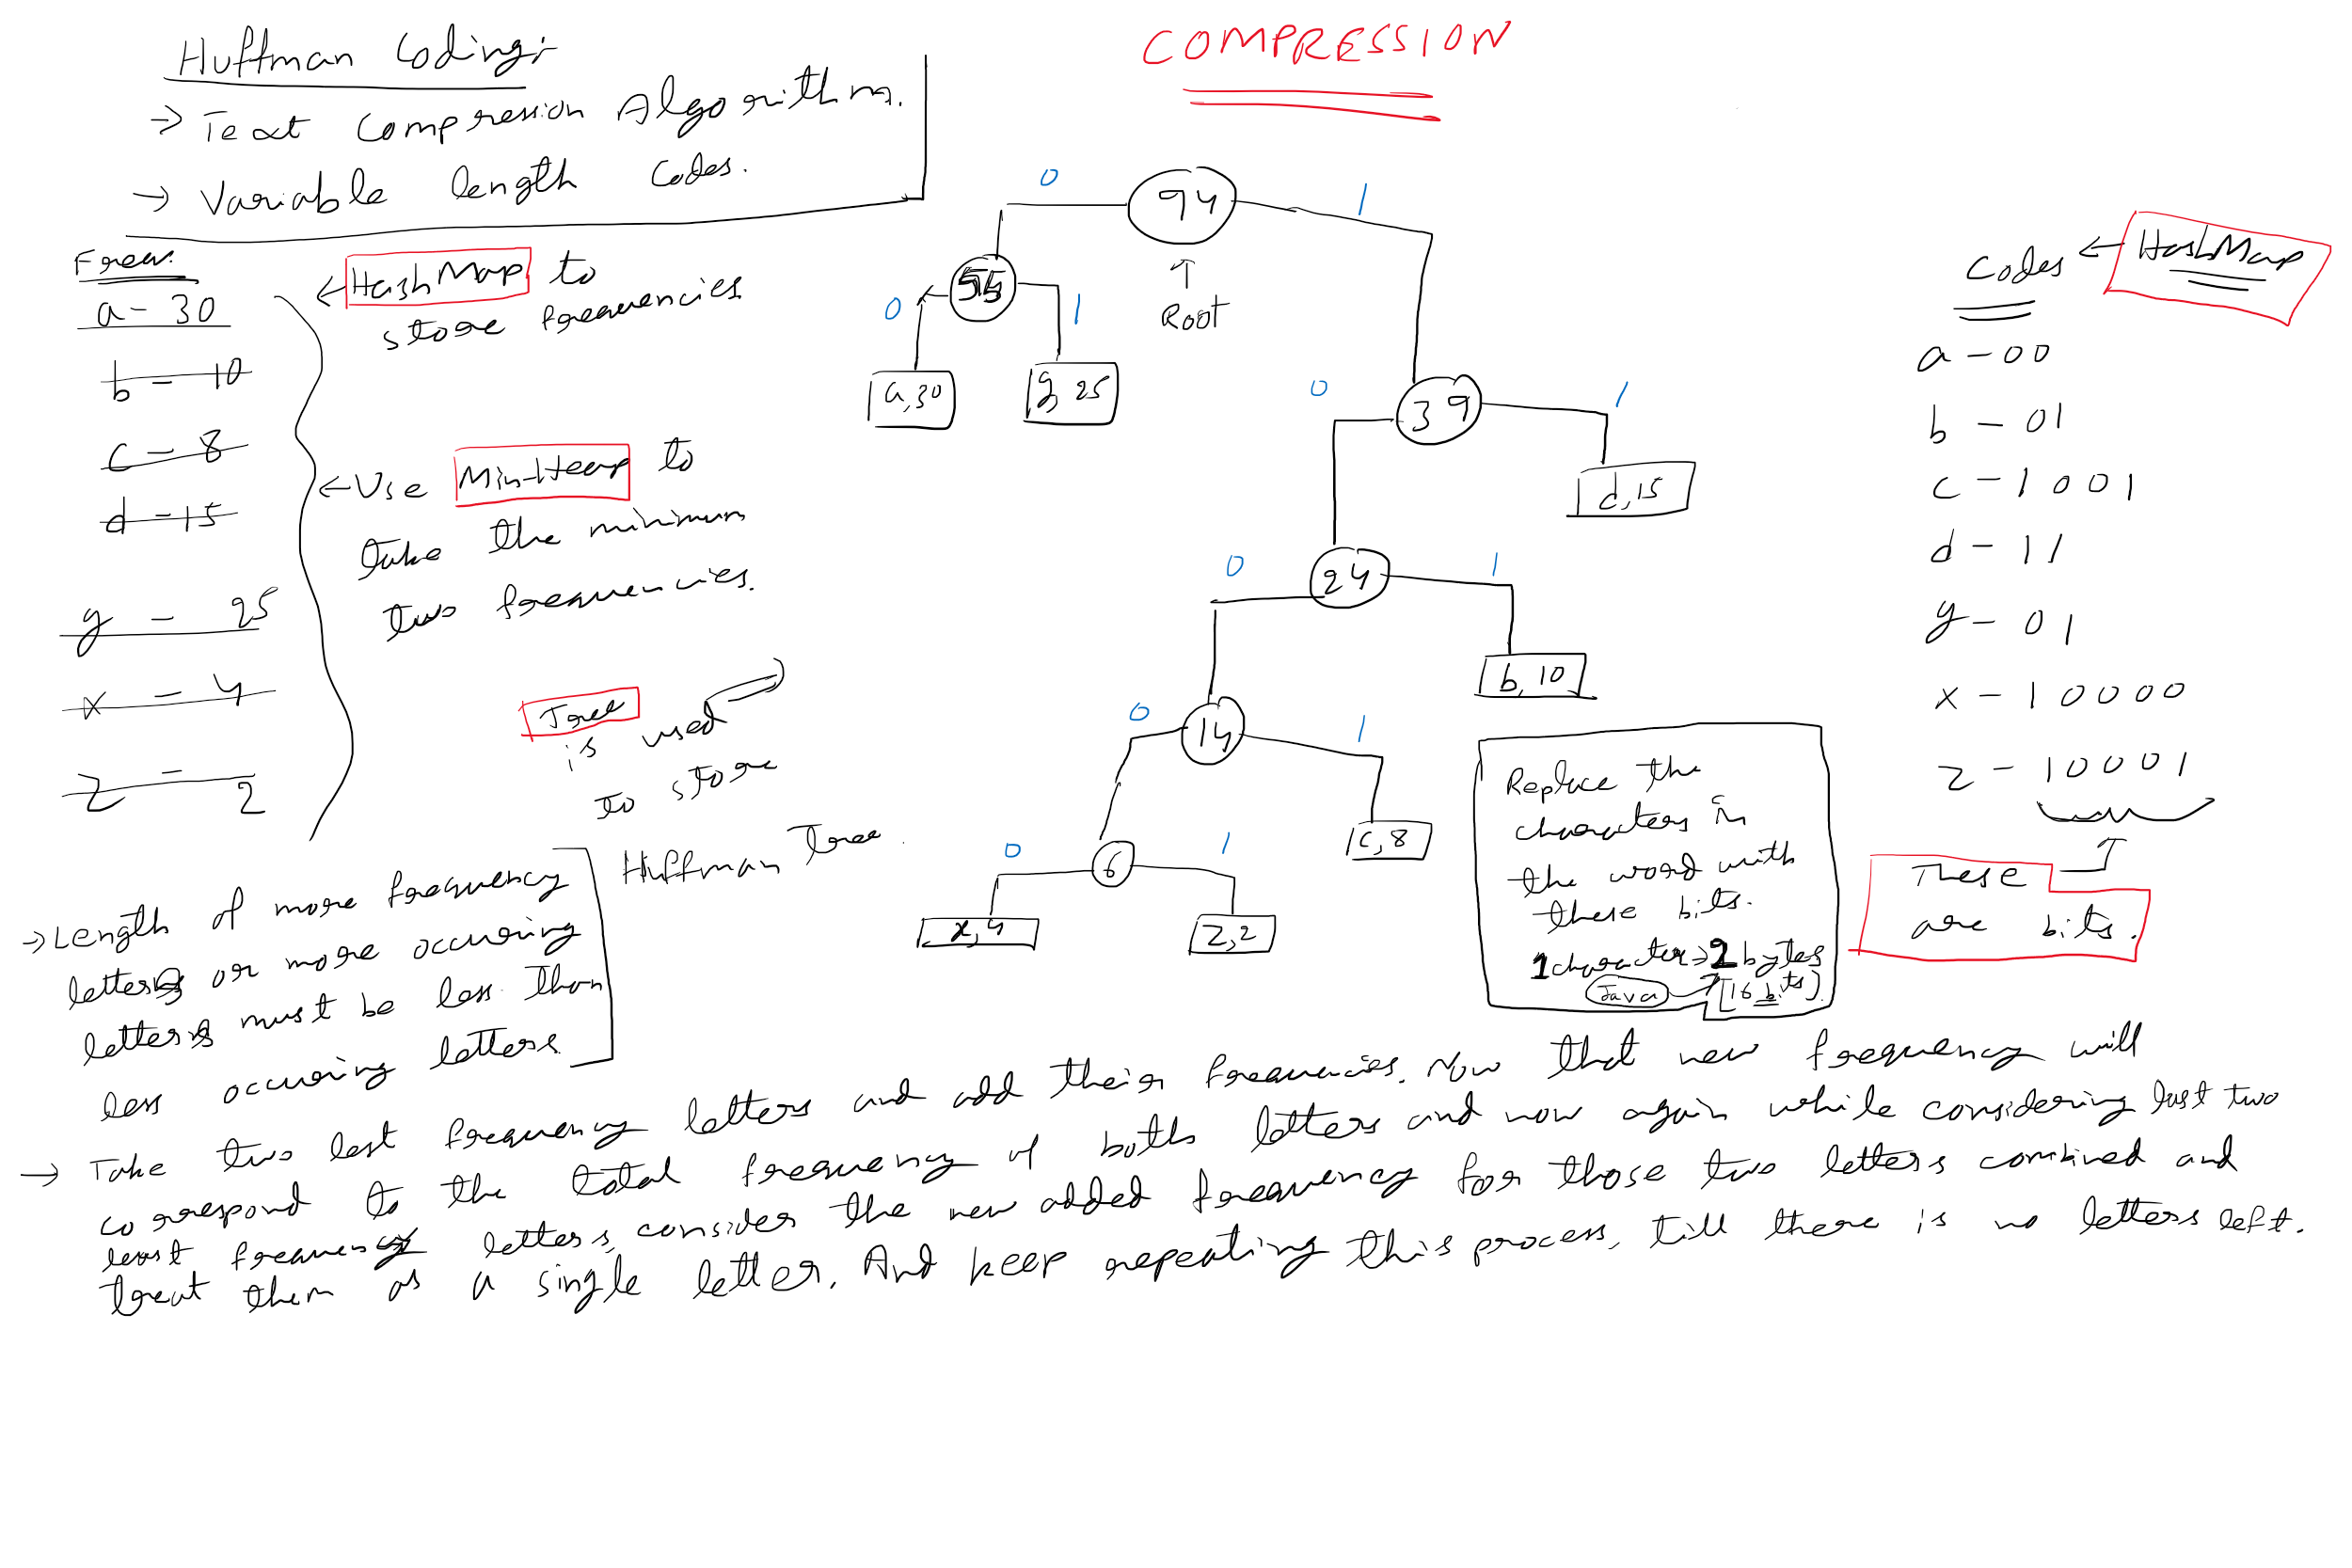 COMPRESSION
Huffman Coding:-
→ Text Compression Algorithm.
→ Variable length Codes.
Freq.
a - 30
b - 10
c - 8
d - 15
y - 25
x - 4
z - 2
← HashMap to
store frequencies
← Use Min-Heap to
take the minimum
two frequencies.
Tree
is used
to store
Huffman Tree.
0
94
1
↑
Root
0
55
1
a,30
y,25
0
39
1
d,15
0
24
1
b,10
0
14
1
c,8
0
6
1
x,4
z,2
Codes ← HashMap
a - 00
b - 01
c - 1001
d - 11
y - 01
x - 10000
z - 10001
These
are bits.
Replace the
characters in
the word with
these bits.
1 character → 2 bytes
Java → [16 bits].
→ Length of more frequency
letters or more occuring
letters must be less than
less occuring letters
→ Take two last frequency letters and add their frequencies. Now that new frequency will
correspond to the total frequency of both letters and now again while considering last two
least frequency letters, consider the new added frequency for those two letters combined and
treat them as a single letter. And keep repeating this process, till there is no letters left.